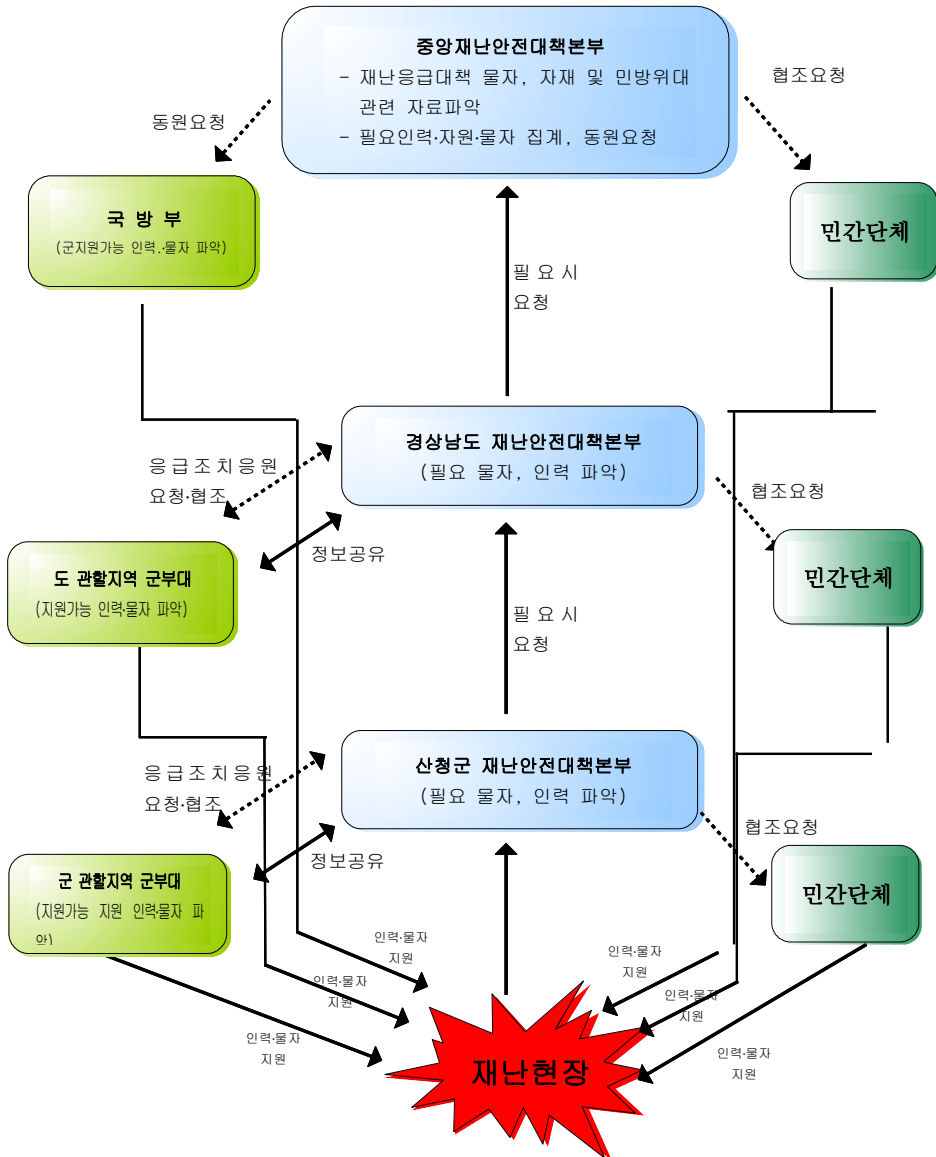 중앙재난안전대책본부
- 재난응급대책 물자, 자재 및 민방위대
관련 자료파악
- 필요인력·자원·물자 집계, 동원요청
동원요청
협조요청
국 방 부
(군지원가능 인력.·물자 파악)
민간단체
필 요 시
요청
경상남도 재난안전대책본부
(필요 물자, 인력 파악)
응급조치응원
요청·협조
협조요청
정보공유
도 관할지역 군부대
(지원가능 인력·물자 파악)
민간단체
필 요 시
요청
산청군 재난안전대책본부
(필요 물자, 인력 파악)
응급조치응원
요청·협조
협조요청
정보공유
군 관할지역 군부대
(지원가능 지원 인력·물자 파
악)
민간단체
인력·물자
지원
인력·물자
지원
인력·물자
지원
인력·물자
지원
인력·물자
지원
인력·물자
지원
재난현장